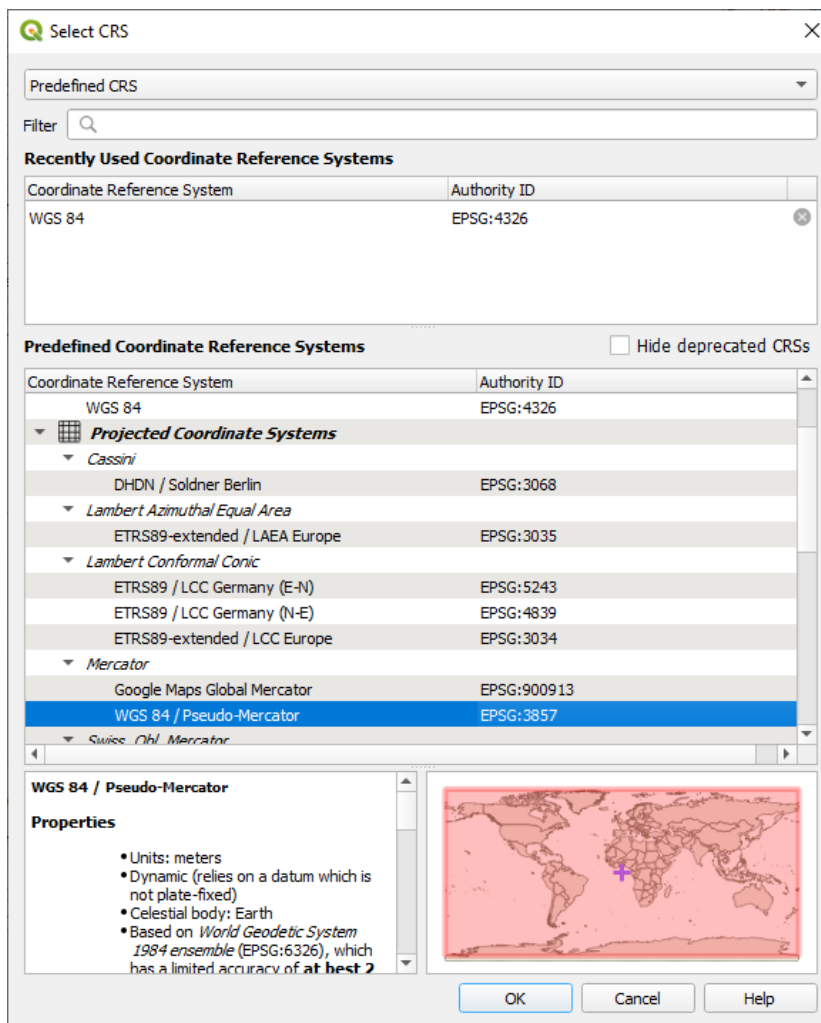 Select CRS
Predefined CRS
Filter
Recently Used Coordinate Reference Systems
Coordinate Reference System Authority ID
WGS 84 EPSG:4326
Predefined Coordinate Reference Systems Hide deprecated CRSs
Coordinate Reference System Authority ID
WGS 84 EPSG:4326
Projected Coordinate Systems
Cassini
DHDN / Soldner Berlin EPSG:3068
Lambert Azimuthal Equal Area
ETRS89-extended / LAEA Europe EPSG:3035
Lambert Conformal Conic
ETRS89 / LCC Germany (E-N) EPSG:5243
ETRS89 / LCC Germany (N-E) EPSG:4839
ETRS89-extended / LCC Europe EPSG:3034
Mercator
Google Maps Global Mercator EPSG:900913
WGS 84 / Pseudo-Mercator EPSG:3857
Swiss. Obl. Mercator
WGS 84 / Pseudo-Mercator
Properties
• Units: meters
• Dynamic (relies on a datum which is
not plate-fixed)
• Celestial body: Earth
• Based on World Geodetic System
1984 ensemble (EPSG:6326), which
has a limited accuracy of at best 2
OK Cancel Help